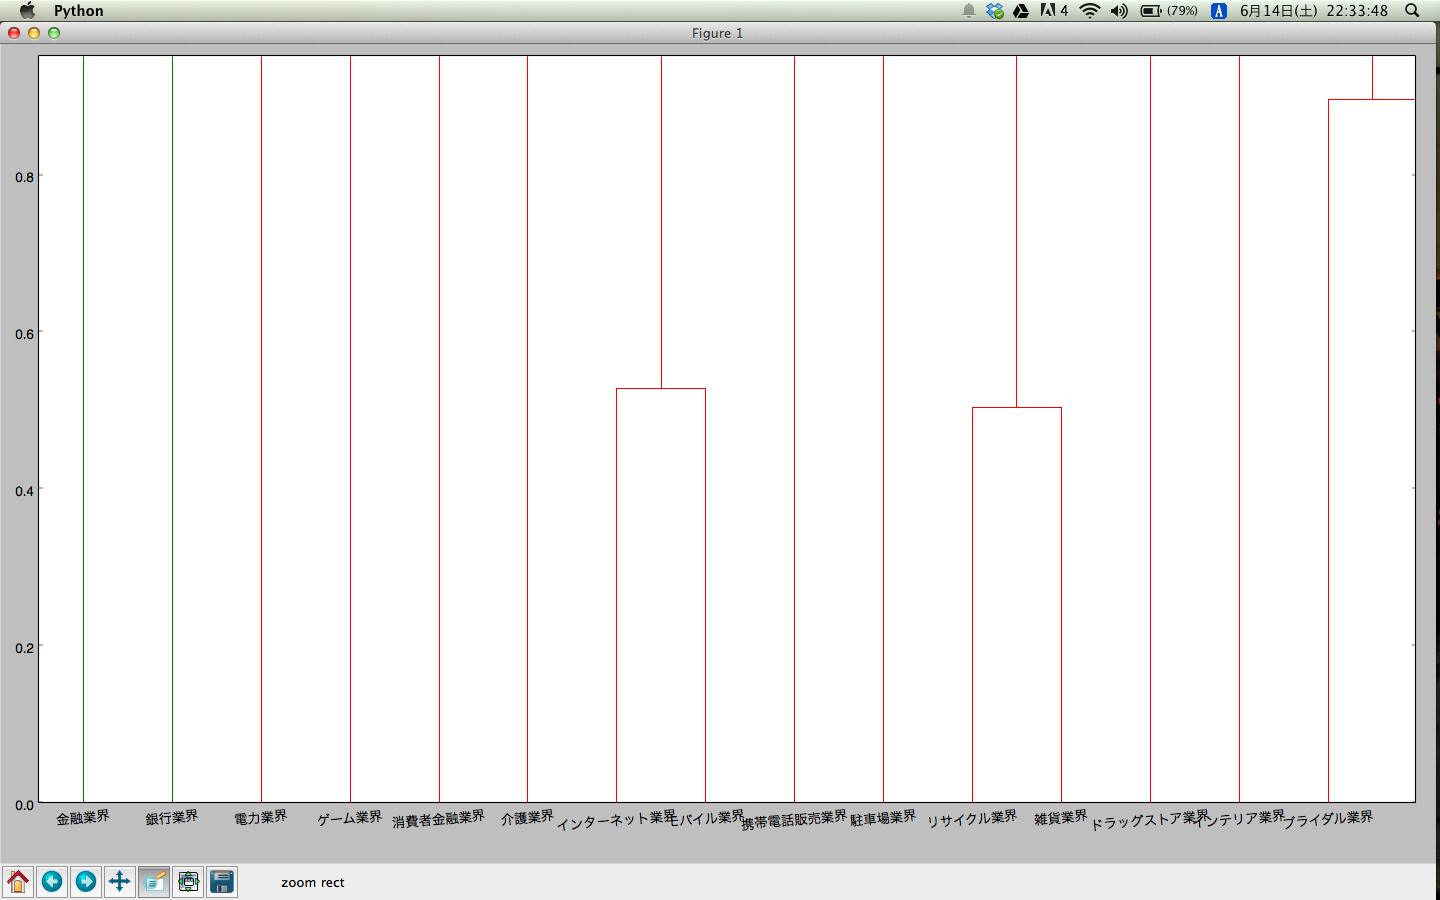 Python
4
(79%)
A
6月14日(土) 22:33:48
Figure 1
0.8
0.6
0.4
0.2
0.0
金融業界
銀行業界
電力業界
ゲーム業界
消費者金融業界
介護業界
インターネット業界
モバイル業界
携帯電話販売業界
駐車場業界
リサイクル業界
雑貨業界
ドラッグストア業界
インテリア業界
ブライダル業界
zoom rect